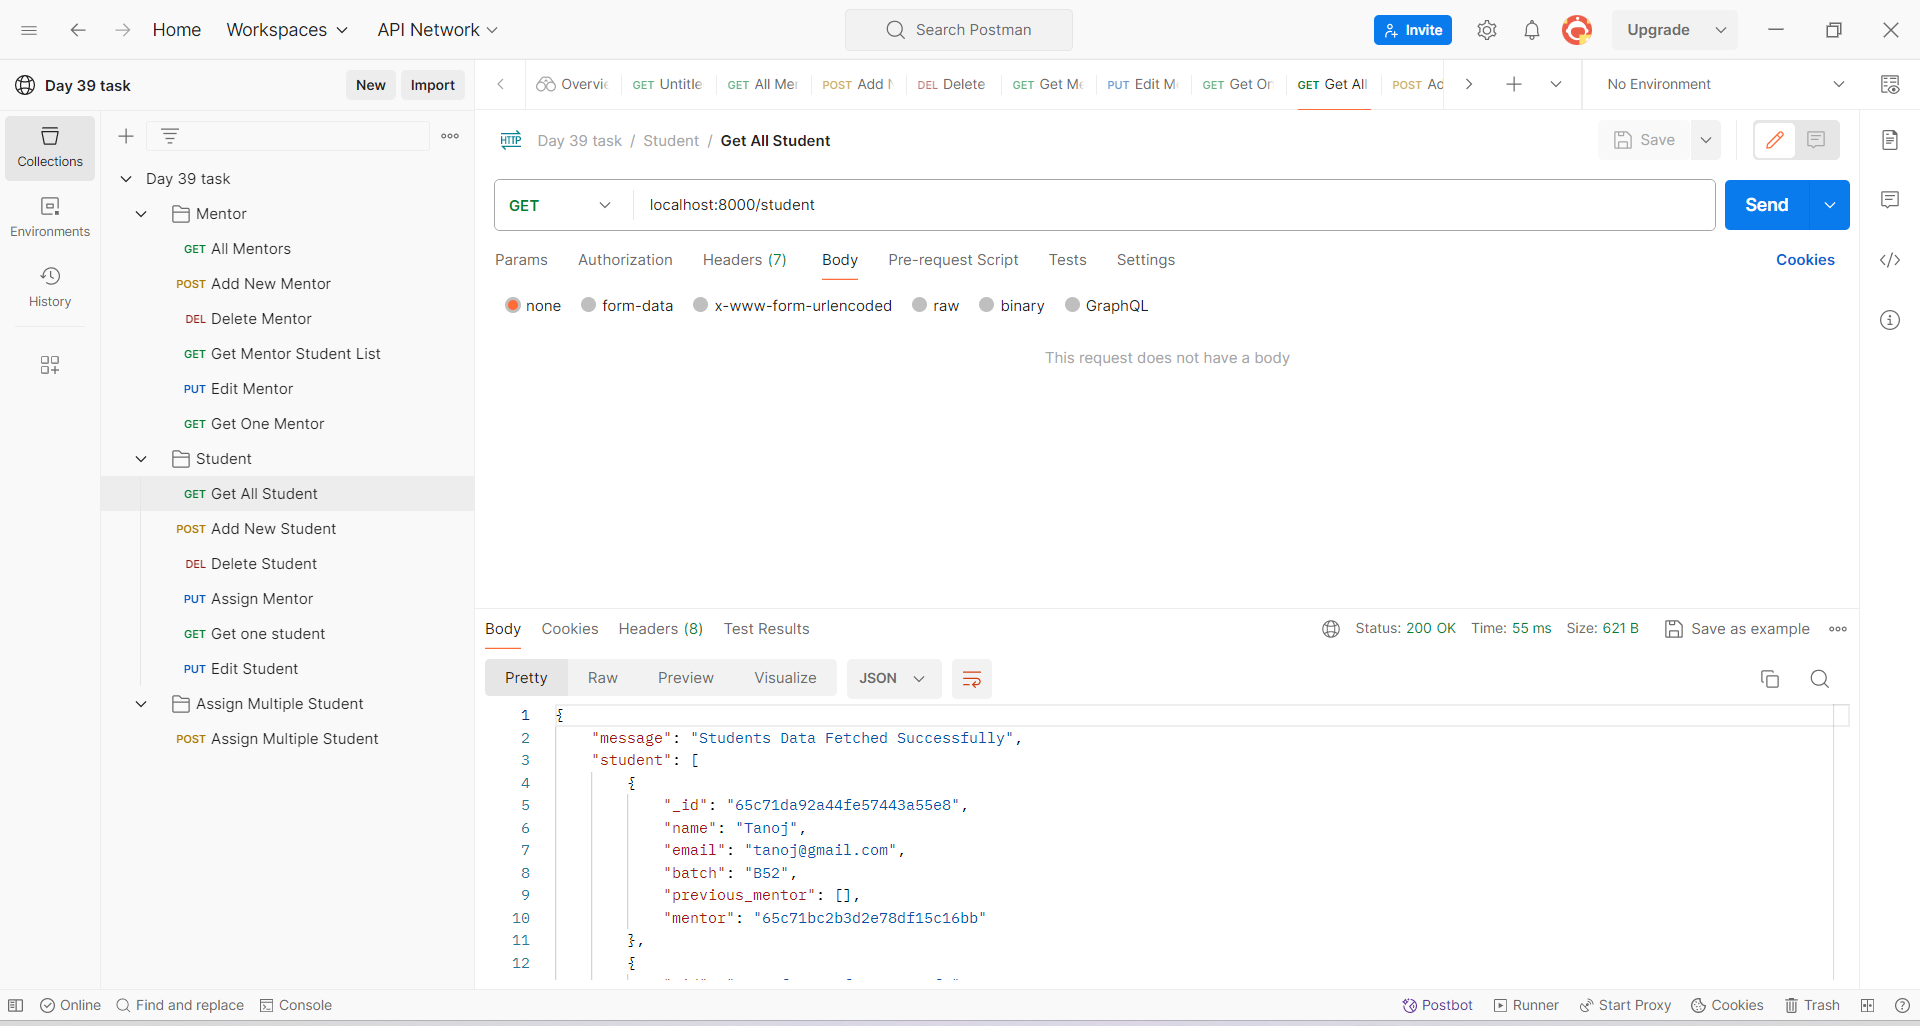 Home Workspaces API Network Search Postman Invite Upgrade
Day 39 task New Import
Overvie GET Untitle GET All Mer POST Add N DEL Delete GET Get Me PUT Edit M GET Get On GET Get All POST Ad No Environment
Collections
Environments
History
Day 39 task
Mentor
GET All Mentors
POST Add New Mentor
DEL Delete Mentor
GET Get Mentor Student List
PUT Edit Mentor
GET Get One Mentor
Student
GET Get All Student
POST Add New Student
DEL Delete Student
PUT Assign Mentor
GET Get one student
PUT Edit Student
Assign Multiple Student
POST Assign Multiple Student
HTTP Day 39 task / Student / Get All Student Save
GET localhost:8000/student Send
Params Authorization Headers (7) Body Pre-request Script Tests Settings Cookies
none form-data x-www-form-urlencoded raw binary GraphQL
This request does not have a body
Body Cookies Headers (8) Test Results Status: 200 OK Time: 55 ms Size: 621 B Save as example
Pretty Raw Preview Visualize JSON
1 {
2 "message": "Students Data Fetched Successfully",
3 "student": [
4 {
5 "_id": "65c71da92a44fe57443a55e8",
6 "name": "Tanoj",
7 "email": "tanoj@gmail.com",
8 "batch": "B52",
9 "previous_mentor": [],
10 "mentor": "65c71bc2b3d2e78df15c16bb"
11 },
12 {
Online Find and replace Console Postbot Runner Start Proxy Cookies Trash